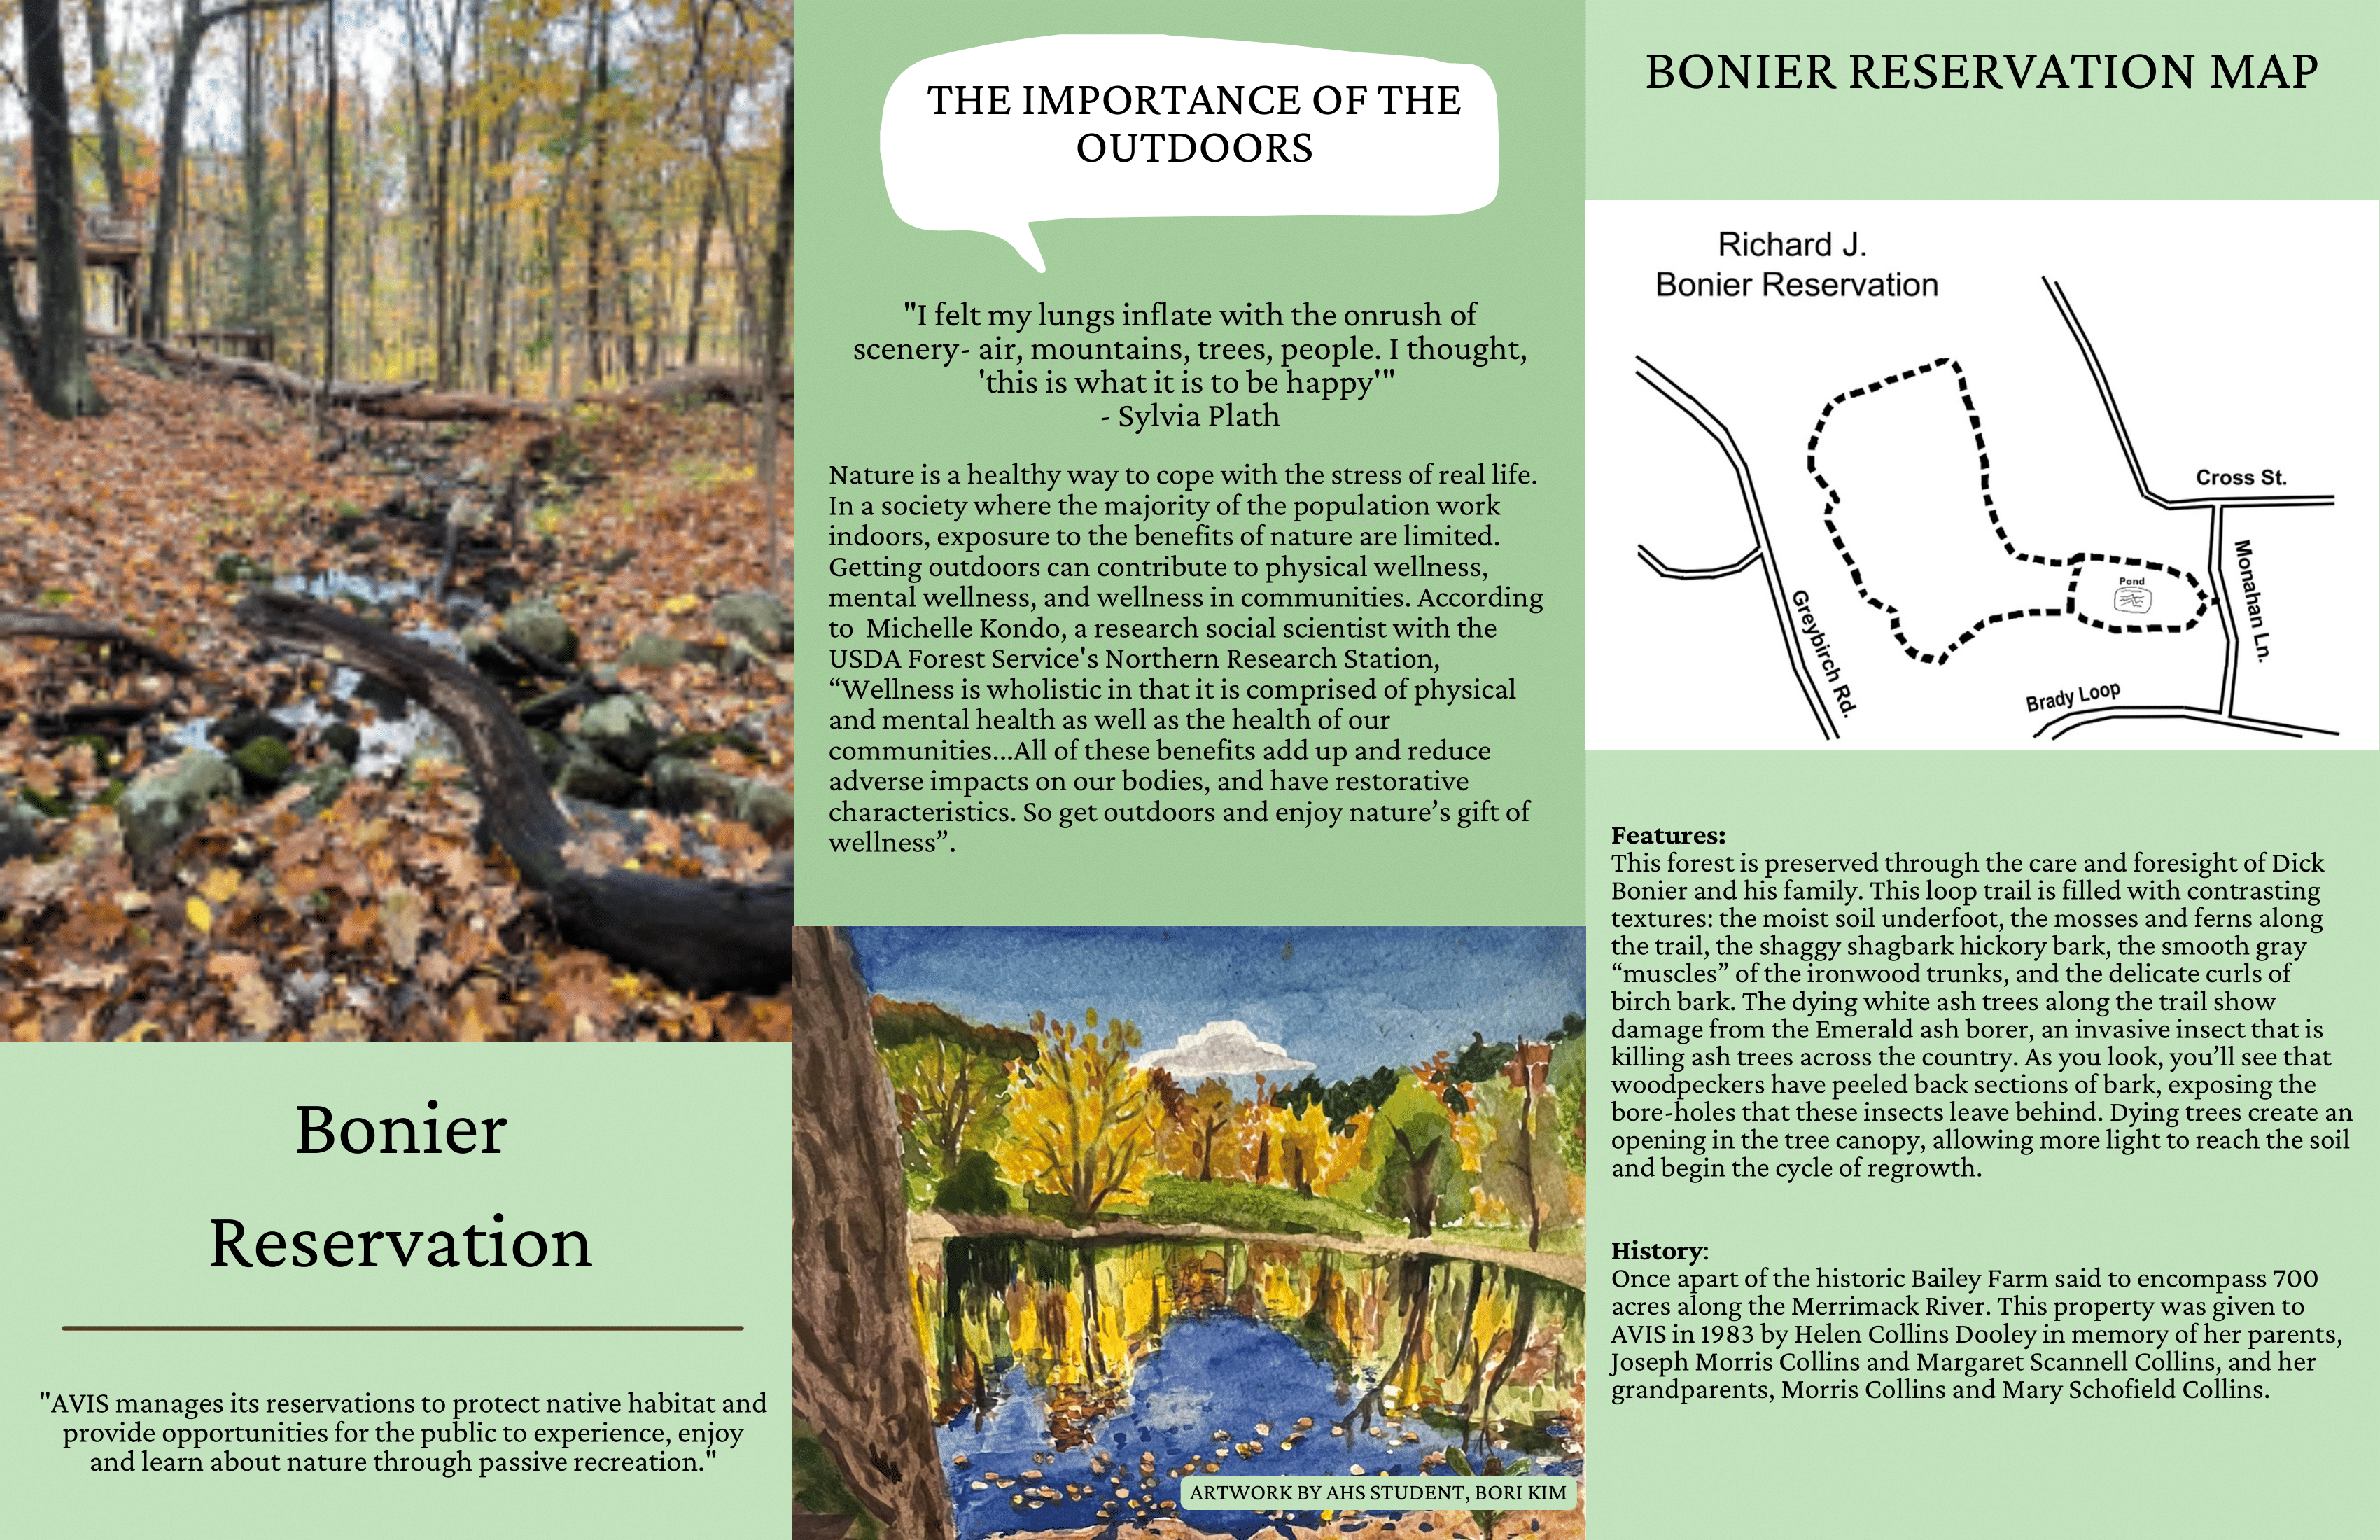 Bonier
Reservation
"AVIS manages its reservations to protect native habitat and
provide opportunities for the public to experience, enjoy
and learn about nature through passive recreation."
THE IMPORTANCE OF THE
OUTDOORS
"I felt my lungs inflate with the onrush of
scenery- air, mountains, trees, people. I thought,
'this is what it is to be happy'"
- Sylvia Plath
Nature is a healthy way to cope with the stress of real life.
In a society where the majority of the population work
indoors, exposure to the benefits of nature are limited.
Getting outdoors can contribute to physical wellness,
mental wellness, and wellness in communities. According
to  Michelle Kondo, a research social scientist with the
USDA Forest Service's Northern Research Station,
“Wellness is wholistic in that it is comprised of physical
and mental health as well as the health of our
communities...All of these benefits add up and reduce
adverse impacts on our bodies, and have restorative
characteristics. So get outdoors and enjoy nature’s gift of
wellness”.
ARTWORK BY AHS STUDENT, BORI KIM
BONIER RESERVATION MAP
Richard J.
Bonier Reservation
Cross St.
Monahan Ln.
Pond
Greybirch Rd.
Brady Loop
Features:
This forest is preserved through the care and foresight of Dick
Bonier and his family. This loop trail is filled with contrasting
textures: the moist soil underfoot, the mosses and ferns along
the trail, the shaggy shagbark hickory bark, the smooth gray
“muscles” of the ironwood trunks, and the delicate curls of
birch bark. The dying white ash trees along the trail show
damage from the Emerald ash borer, an invasive insect that is
killing ash trees across the country. As you look, you’ll see that
woodpeckers have peeled back sections of bark, exposing the
bore-holes that these insects leave behind. Dying trees create an
opening in the tree canopy, allowing more light to reach the soil
and begin the cycle of regrowth.
History:
Once apart of the historic Bailey Farm said to encompass 700
acres along the Merrimack River. This property was given to
AVIS in 1983 by Helen Collins Dooley in memory of her parents,
Joseph Morris Collins and Margaret Scannell Collins, and her
grandparents, Morris Collins and Mary Schofield Collins.